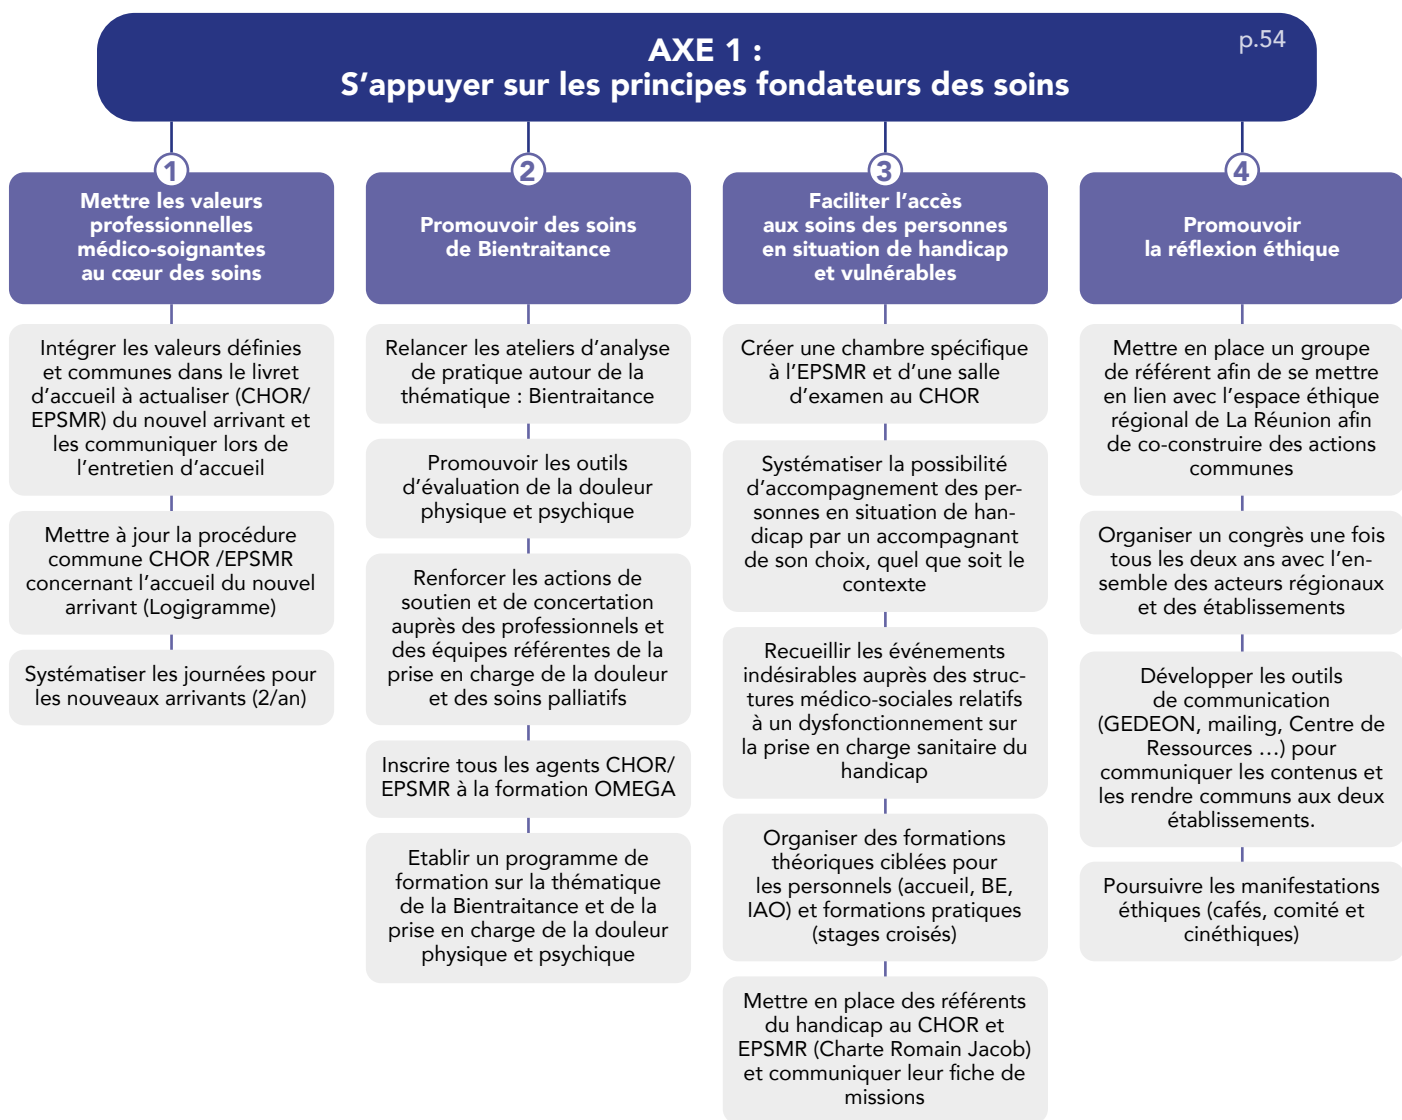 AXE 1 :
S'appuyer sur les principes fondateurs des soins
p.54
1
Mettre les valeurs
professionnelles
médico-soignantes
au cœur des soins
Intégrer les valeurs définies
et communes dans le livret
d'accueil à actualiser (CHOR/
EPSMR) du nouvel arrivant et
les communiquer lors de
l'entretien d'accueil
Mettre à jour la procédure
commune CHOR /EPSMR
concernant l'accueil du nouvel
arrivant (Logigramme)
Systématiser les journées pour
les nouveaux arrivants (2/an)
2
Promouvoir des soins
de Bientraitance
Relancer les ateliers d'analyse
de pratique autour de la
thématique : Bientraitance
Promouvoir les outils
d'évaluation de la douleur
physique et psychique
Renforcer les actions de
soutien et de concertation
auprès des professionnels et
des équipes référentes de la
prise en charge de la douleur
et des soins palliatifs
Inscrire tous les agents CHOR/
EPSMR à la formation OMEGA
Etablir un programme de
formation sur la thématique
de la Bientraitance et de la
prise en charge de la douleur
physique et psychique
3
Faciliter l'accès
aux soins des personnes
en situation de handicap
et vulnérables
Créer une chambre spécifique
à l'EPSMR et d'une salle
d'examen au CHOR
Systématiser la possibilité
d'accompagnement des per-
sonnes en situation de han-
dicap par un accompagnant
de son choix, quel que soit le
contexte
Recueillir les événements
indésirables auprès des struc-
tures médico-sociales relatifs
à un dysfonctionnement sur
la prise en charge sanitaire du
handicap
Organiser des formations
théoriques ciblées pour
les personnels (accueil, BE,
IAO) et formations pratiques
(stages croisés)
Mettre en place des référents
du handicap au CHOR et
EPSMR (Charte Romain Jacob)
et communiquer leur fiche de
missions
4
Promouvoir
la réflexion éthique
Mettre en place un groupe
de référent afin de se mettre
en lien avec l'espace éthique
régional de La Réunion afin
de co-construire des actions
communes
Organiser un congrès une fois
tous les deux ans avec l'en-
semble des acteurs régionaux
et des établissements
Développer les outils
de communication
(GEDEON, mailing, Centre de
Ressources …) pour
communiquer les contenus et
les rendre communs aux deux
établissements.
Poursuivre les manifestations
éthiques (cafés, comité et
cinéthiques)